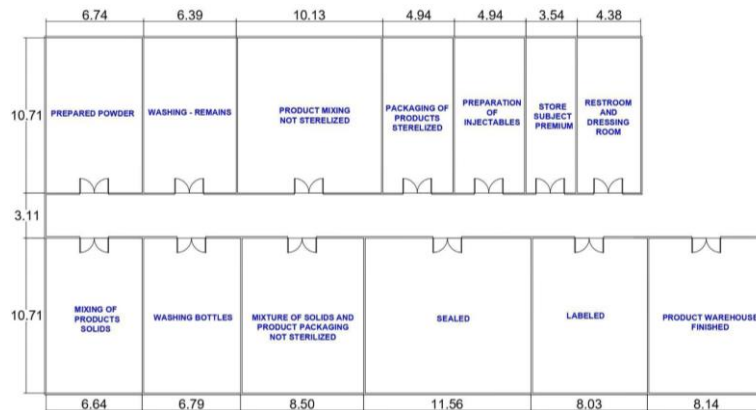 6.74 6.39 10.13 4.94 4.94 3.54 4.38
10.71
PREPARED POWDER
WASHING - REMAINS
PRODUCT MIXING
NOT STERELIZED
PACKAGING OF
PRODUCTS
STERELIZED
PREPARATION
OF
INJECTABLES
STORE
SUBJECT
PREMIUM
RESTROOM
AND
DRESSING
ROOM
3.11
10.71
MIXING OF
PRODUCTS
SOLIDS
WASHING BOTTLES
MIXTURE OF SOLIDS AND
PRODUCT PACKAGING
NOT STERILIZED
SEALED
LABELED
PRODUCT WAREHOUSE
FINISHED
6.64 6.79 8.50 11.56 8.03 8.14